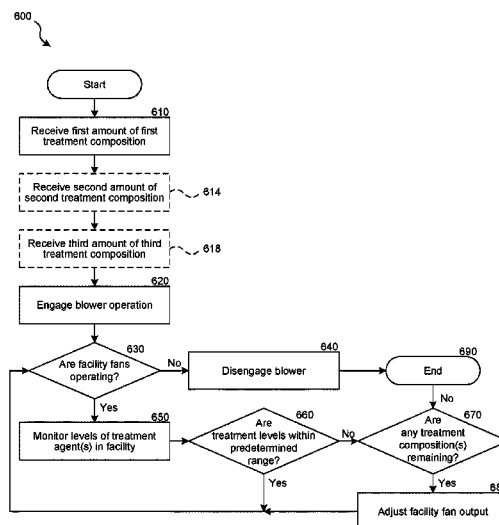 600
Start
610
Receive first amount of first
treatment composition
Receive second amount of
second treatment composition
614
Receive third amount of third
treatment composition
618
620
Engage blower operation
630
Are facility fans
operating?
No
640
Disengage blower
690
End
Yes
No
650
Monitor levels of treatment
agent(s) in facility
660
Are
treatment levels within
predetermined
range?
No
670
Are
any treatment
composition(s)
remaining?
Yes
Yes
Adjust facility fan output